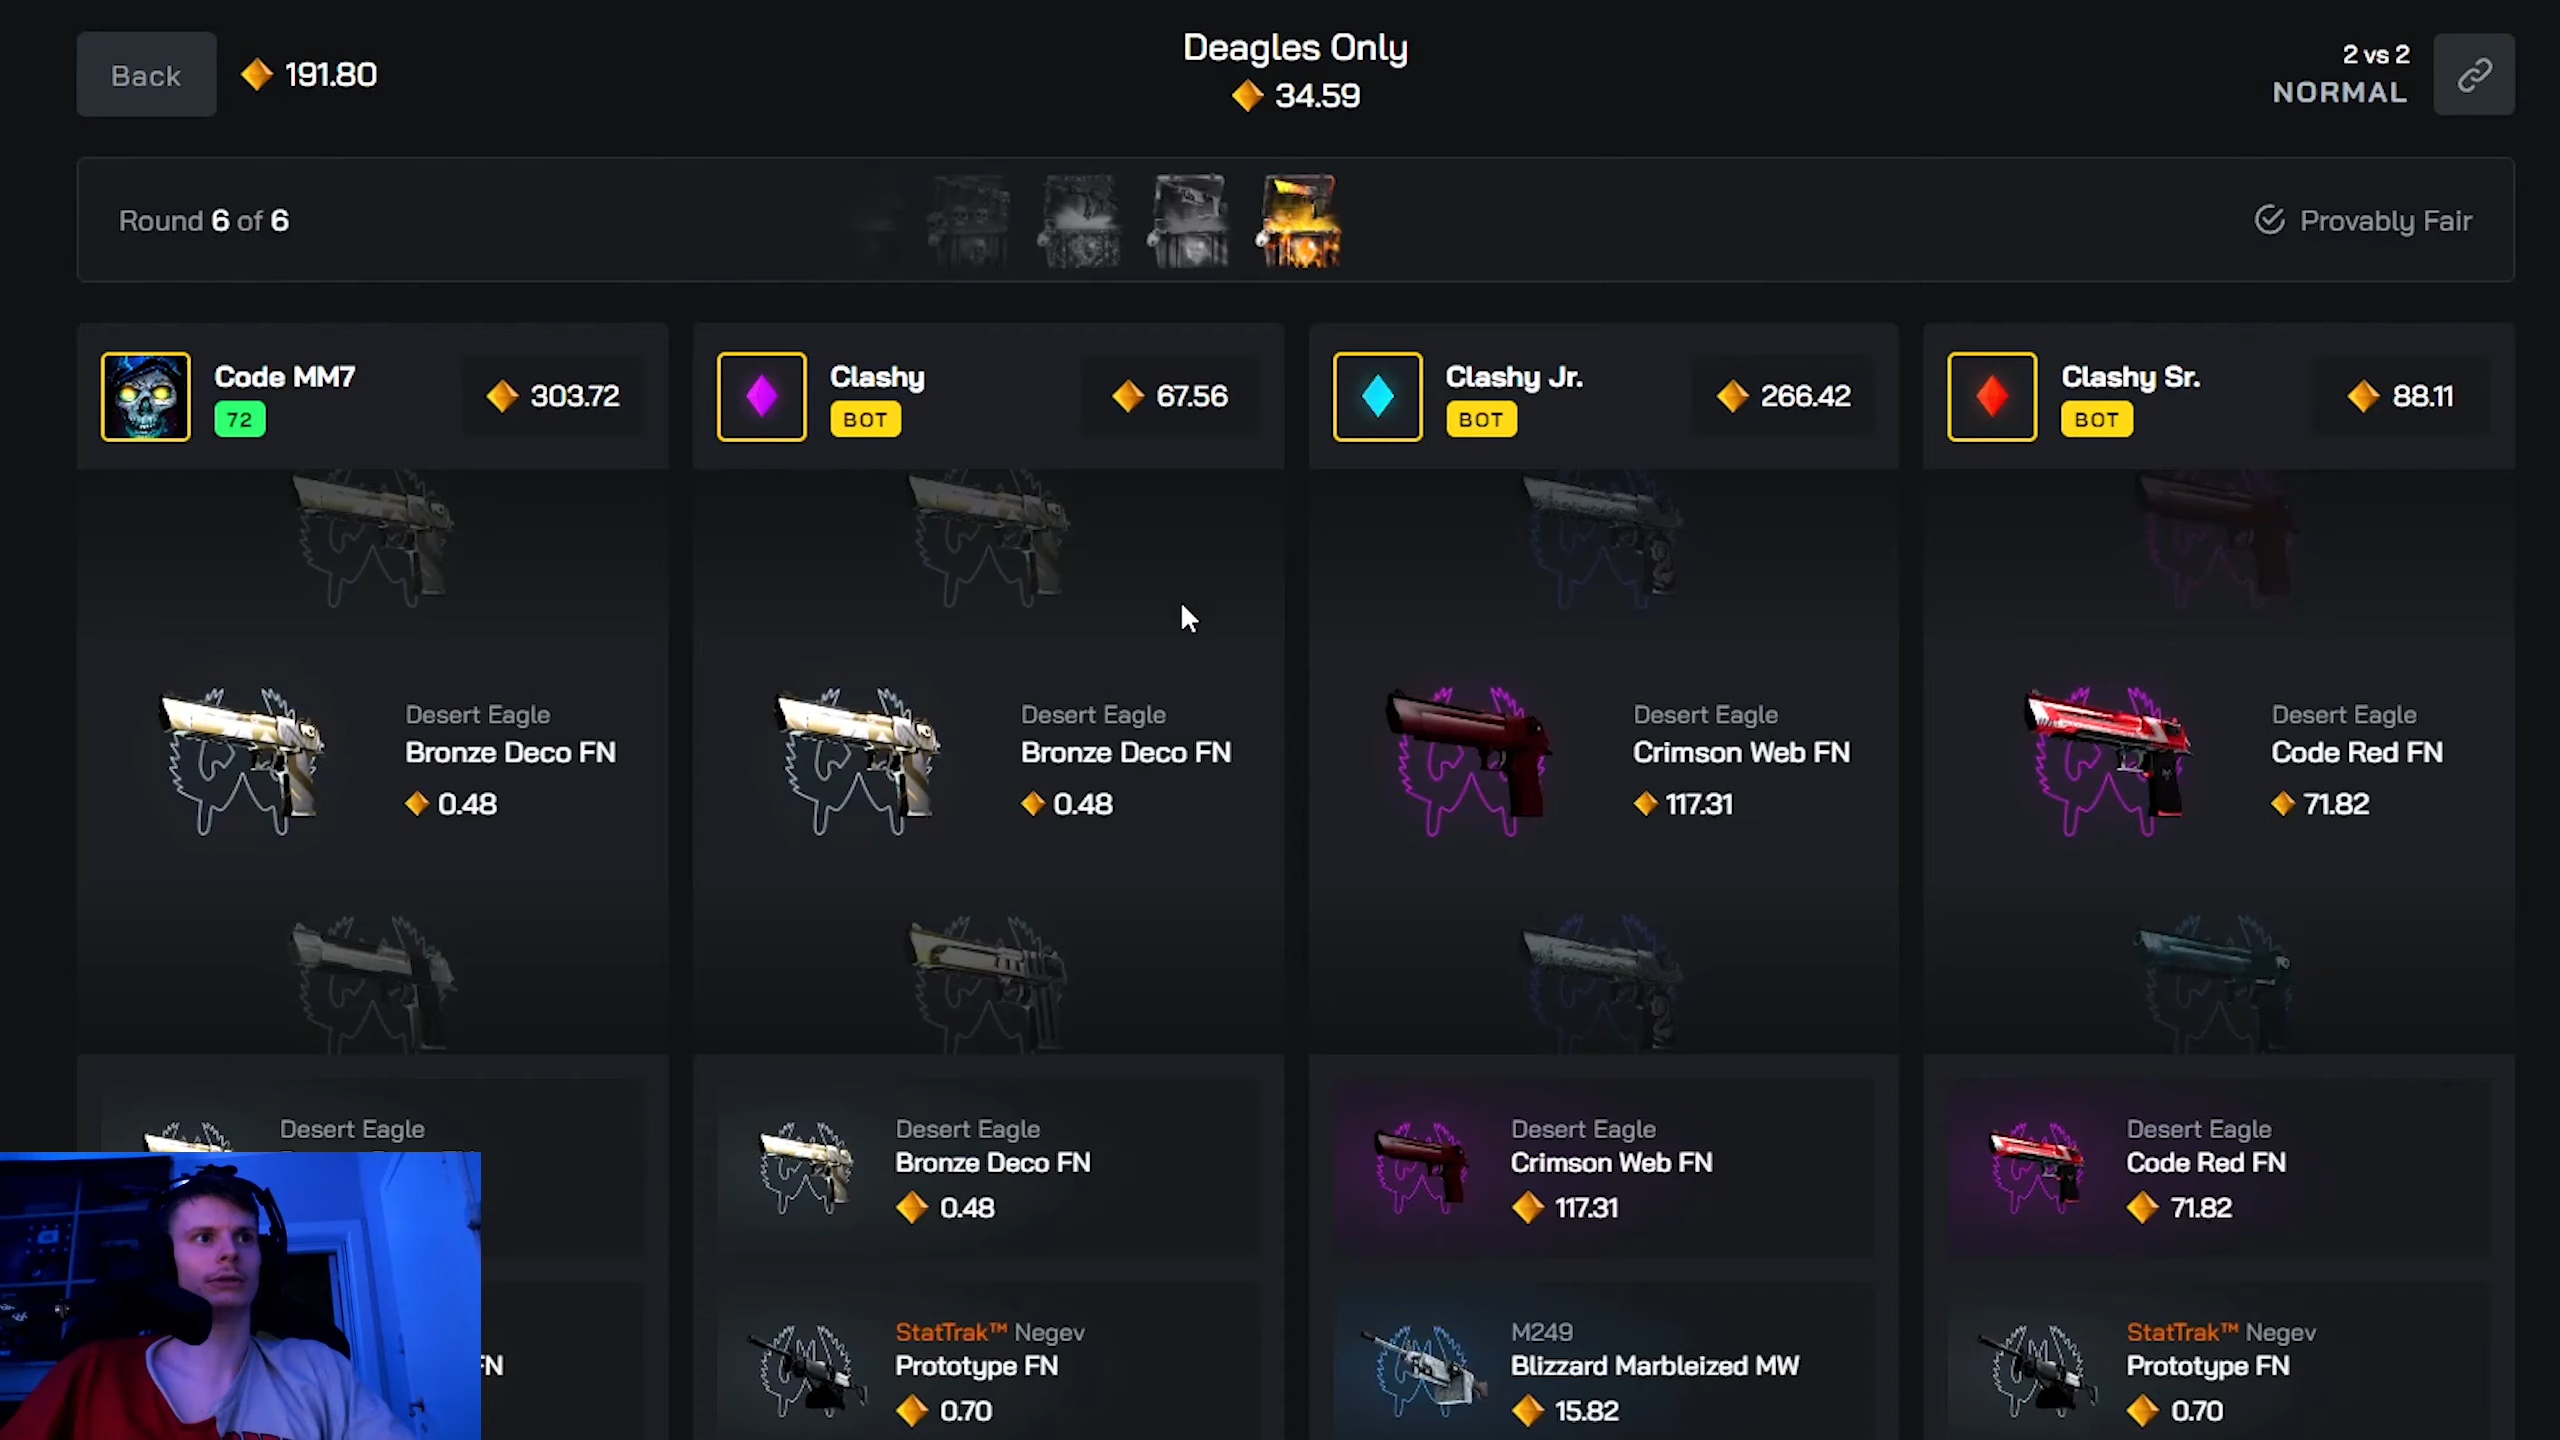 Back
191.80
Deagles Only
34.59
2 vs 2
NORMAL
Round 6 of 6
Provably Fair
Code MM7
72
303.72
Clashy
BOT
67.56
Clashy Jr.
BOT
266.42
Clashy Sr.
BOT
88.11
Desert Eagle
Bronze Deco FN
0.48
Desert Eagle
Bronze Deco FN
0.48
Desert Eagle
Crimson Web FN
117.31
Desert Eagle
Code Red FN
71.82
Desert Eagle
FN
Desert Eagle
Bronze Deco FN
0.48
StatTrak™ Negev
Prototype FN
0.70
Desert Eagle
Crimson Web FN
117.31
M249
Blizzard Marbleized MW
15.82
Desert Eagle
Code Red FN
71.82
StatTrak™ Negev
Prototype FN
0.70